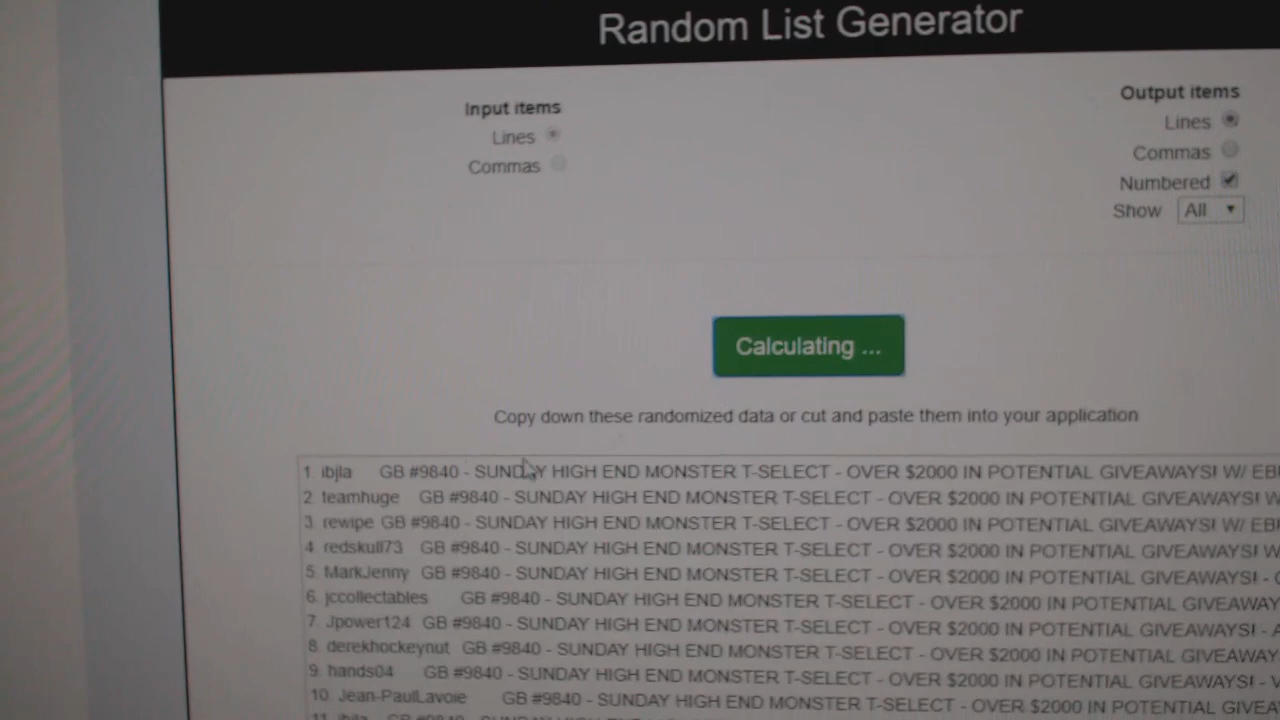 Random List Generator
Input items
Lines
Commas
Output items
Lines
Commas
Numbered
Show All
Calculating ...
Copy down these randomized data or cut and paste them into your application
1. ibjla GB #9840 - SUNDAY HIGH END MONSTER T-SELECT - OVER $2000 IN POTENTIAL GIVEAWAYS! W/
2. teamhuge GB #9840 - SUNDAY HIGH END MONSTER T-SELECT - OVER $2000 IN POTENTIAL GIVEAWAYS!
3. rewipe GB #9840 - SUNDAY HIGH END MONSTER T-SELECT - OVER $2000 IN POTENTIAL GIVEAWAYS! W/
4. redskull73 GB #9840 - SUNDAY HIGH END MONSTER T-SELECT - OVER $2000 IN POTENTIAL GIVEAWAYS!
5. MarkJenny GB #9840 - SUNDAY HIGH END MONSTER T-SELECT - OVER $2000 IN POTENTIAL GIVEAWAYS! -
6. jccollectables GB #9840 - SUNDAY HIGH END MONSTER T-SELECT - OVER $2000 IN POTENTIAL GIVEAWAY
7. Jpower124 GB #9840 - SUNDAY HIGH END MONSTER T-SELECT - OVER $2000 IN POTENTIAL GIVEAWAYS! -
8. derekhockeynut GB #9840 - SUNDAY HIGH END MONSTER T-SELECT - OVER $2000 IN POTENTIAL GIVEAWAY
9. hands04 GB #9840 - SUNDAY HIGH END MONSTER T-SELECT - OVER $2000 IN POTENTIAL GIVEAWAYS! -
10. Jean-PaulLavoie GB #9840 - SUNDAY HIGH END MONSTER T-SELECT - OVER $2000 IN POTENTIAL GIVEA